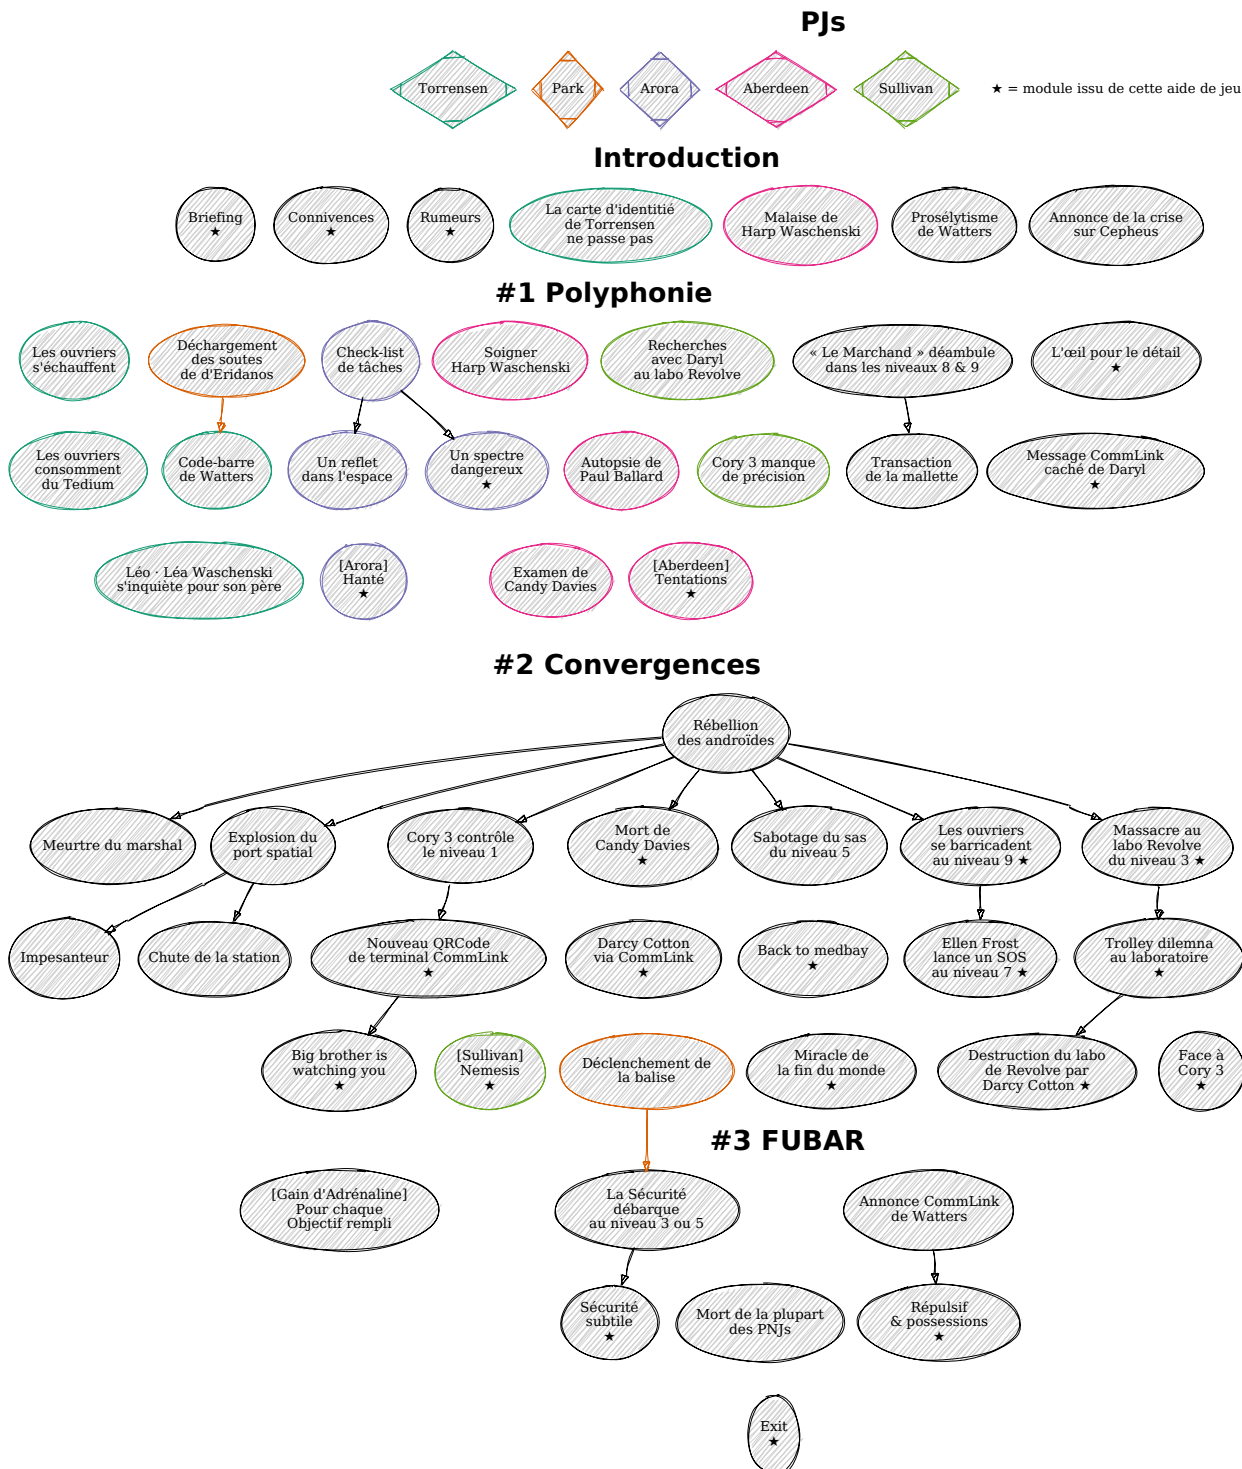 PJs
Torrensen
Park
Arora
Aberdeen
Sullivan
★ = module issu de cette aide de jeu
Introduction
Briefing
★
Connivences
★
Rumeurs
★
La carte d'identitié
de Torrensen
ne passe pas
Malaise de
Harp Waschenski
Prosélytisme
de Watters
Annonce de la crise
sur Cepheus
#1 Polyphonie
Les ouvriers
s'échauffent
Déchargement
des soutes
de d'Eridanos
Check-list
de tâches
Soigner
Harp Waschenski
Recherches
avec Daryl
au labo Revolve
« Le Marchand » déambule
dans les niveaux 8 & 9
L'œil pour le détail
★
Les ouvriers
consomment
du Tedium
Code-barre
de Watters
Un reflet
dans l'espace
Un spectre
dangereux
★
Autopsie de
Paul Ballard
Cory 3 manque
de précision
Transaction
de la mallette
Message CommLink
caché de Daryl
★
Léo · Léa Waschenski
s'inquiète pour son père
[Arora]
Hanté
★
Examen de
Candy Davies
[Aberdeen]
Tentations
★
#2 Convergences
Rébellion
des androïdes
Meurtre du marshal
Explosion du
port spatial
Cory 3 contrôle
le niveau 1
Mort de
Candy Davies
★
Sabotage du sas
du niveau 5
Les ouvriers
se barricadent
au niveau 9 ★
Massacre au
labo Revolve
du niveau 3 ★
Impesanteur
Chute de la station
Nouveau QRCode
de terminal CommLink
★
Darcy Cotton
via CommLink
★
Back to medbay
★
Ellen Frost
lance un SOS
au niveau 7 ★
Trolley dilemna
au laboratoire
★
Big brother is
watching you
★
[Sullivan]
Nemesis
★
Déclenchement de
la balise
Miracle de
la fin du monde
★
Destruction du labo
de Revolve par
Darcy Cotton ★
Face à
Cory 3
★
#3 FUBAR
[Gain d'Adrénaline]
Pour chaque
Objectif rempli
La Sécurité
débarque
au niveau 3 ou 5
Annonce CommLink
de Watters
Sécurité
subtile
★
Mort de la plupart
des PNJs
Répulsif
& possessions
★
Exit
★